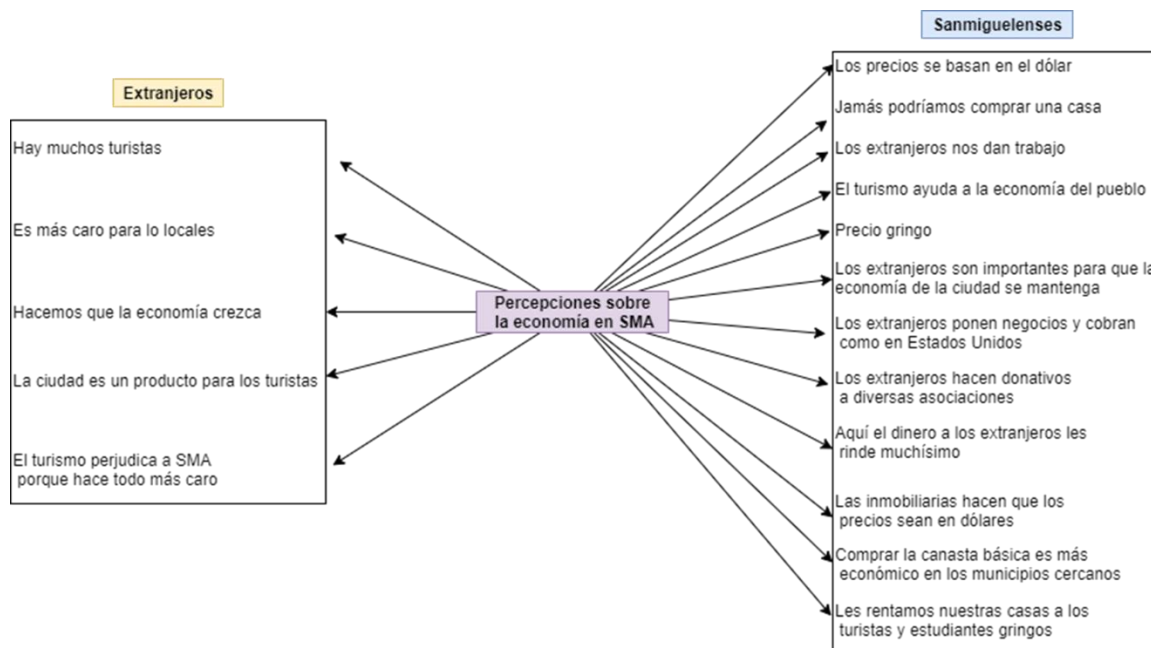 Extranjeros
Hay muchos turistas
Es más caro para lo locales
Hacemos que la economía crezca
La ciudad es un producto para los turistas
El turismo perjudica a SMA
porque hace todo más caro
Percepciones sobre
la economía en SMA
Sanmiguelenses
Los precios se basan en el dólar
Jamás podríamos comprar una casa
Los extranjeros nos dan trabajo
El turismo ayuda a la economía del pueblo
Precio gringo
Los extranjeros son importantes para que la
economía de la ciudad se mantenga
Los extranjeros ponen negocios y cobran
como en Estados Unidos
Los extranjeros hacen donativos
a diversas asociaciones
Aquí el dinero a los extranjeros les
rinde muchísimo
Las inmobiliarias hacen que los
precios sean en dólares
Comprar la canasta básica es más
económico en los municipios cercanos
Les rentamos nuestras casas a los
turistas y estudiantes gringos